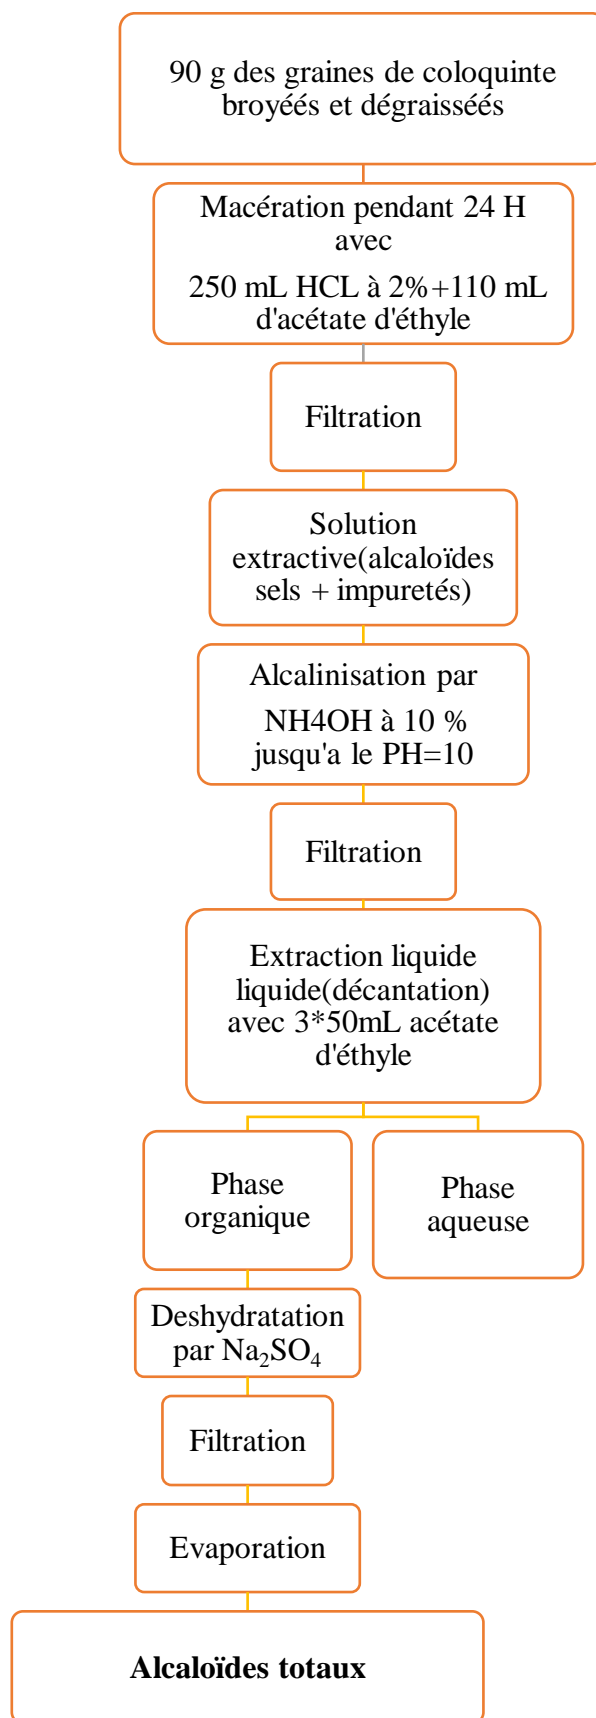 90 g des graines de coloquinte
broyéés et dégraisséés
Macération pendant 24 H
avec
250 mL HCL à 2%+110 mL
d'acétate d'éthyle
Filtration
Solution
extractive(alcaloïdes
sels + impuretés)
Alcalinisation par
NH4OH à 10 %
jusqu'a le PH=10
Filtration
Extraction liquide
liquide(décantation)
avec 3*50mL acétate
d'éthyle
Phase
organique
Phase
aqueuse
Deshydratation
par Na₂SO₄
Filtration
Evaporation
Alcaloïdes totaux